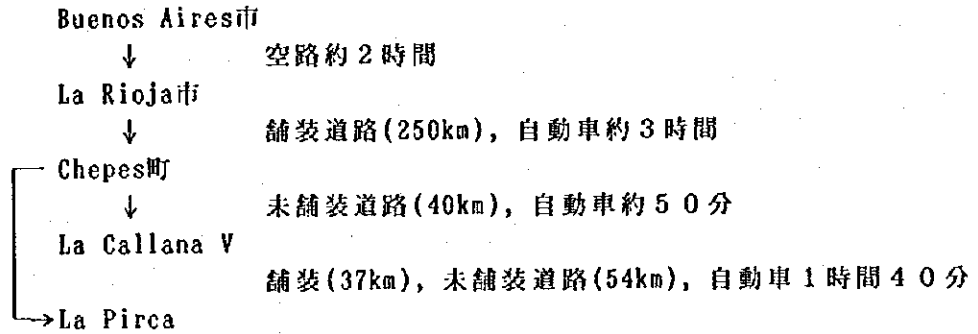 Buenos Aires市
↓ 空路約２時間
La Rioja市
↓ 舗装道路(250km), 自動車約３時間
Chepes町
↓ 未舗装道路(40km), 自動車約５０分
La Callana V
舗装(37km), 未舗装道路(54km), 自動車１時間４０分
→La Pirca